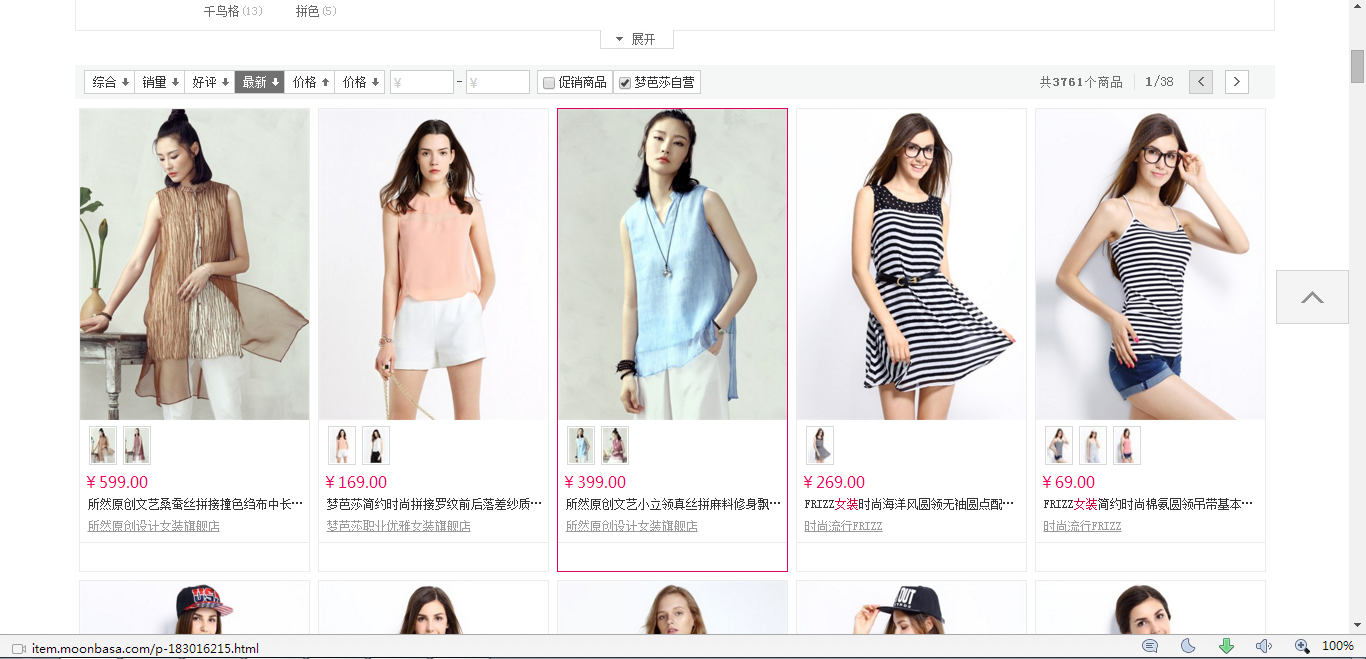 千鸟格 (13) 拼色 (5)
展开
综合 销量 好评 最新 价格 价格 ¥ - ¥ 促销商品 梦芭莎自营 共3761个商品 1/38
¥ 599.00
所然原创文艺桑蚕丝拼接撞色绉布中长···
所然原创设计女装旗舰店
¥ 169.00
梦芭莎简约时尚拼接罗纹前后落差纱质···
梦芭莎职业优雅女装旗舰店
¥ 399.00
所然原创文艺小立领真丝拼麻料修身飘···
所然原创设计女装旗舰店
¥ 269.00
FRIZZ女装时尚海洋风圆领无袖圆点配···
时尚流行FRIZZ
¥ 69.00
FRIZZ女装简约时尚棉氨圆领吊带基本···
时尚流行FRIZZ
OUT
item.moonbasa.com/p-183016215.html 100%